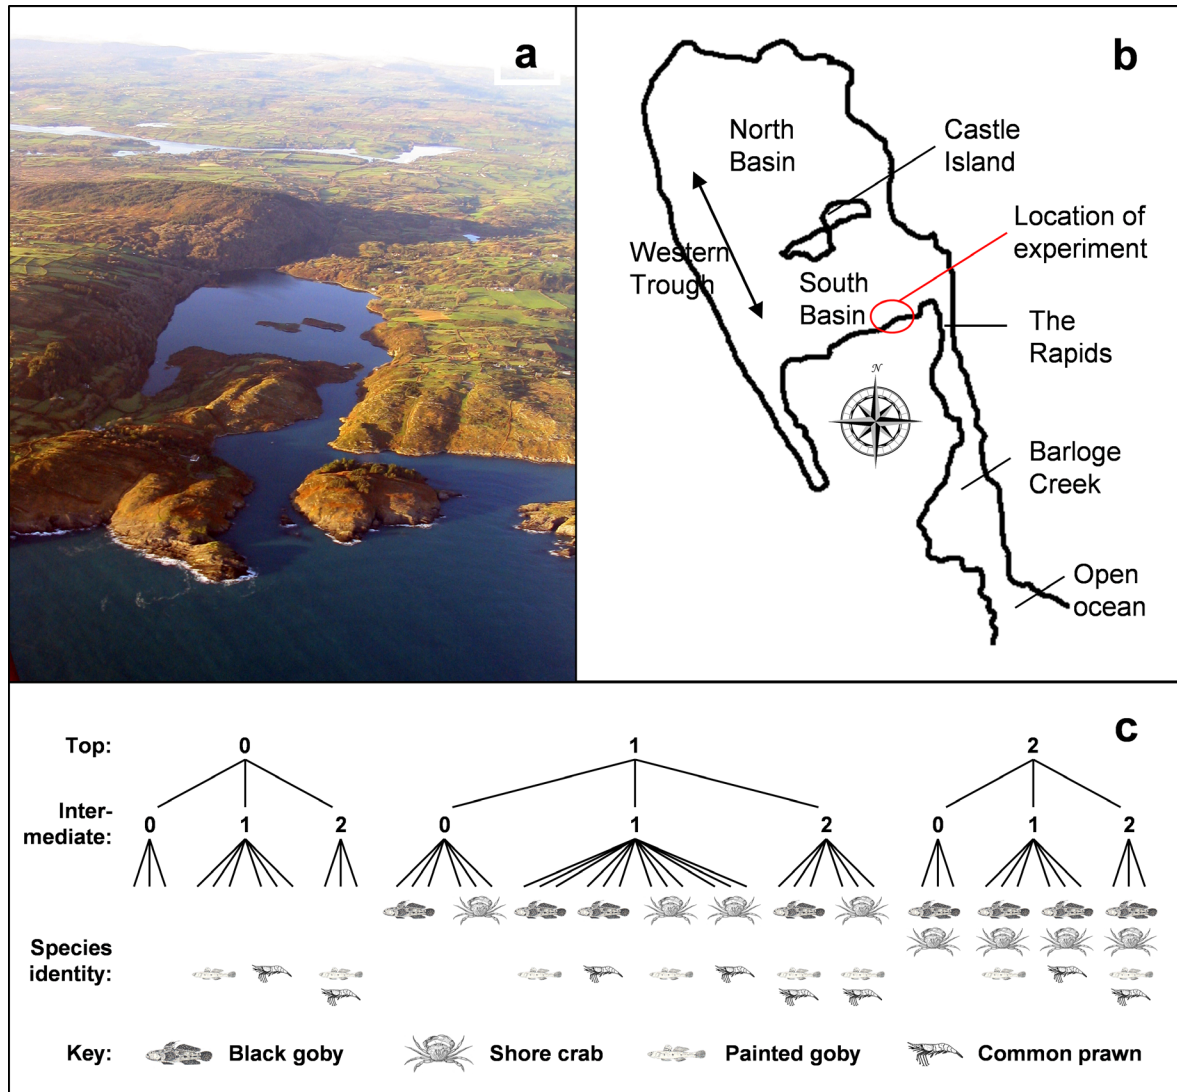 a
b
North
Basin
Castle
Island
Location of
experiment
Western
Trough
South
Basin
The
Rapids
N
Barloge
Creek
Open
ocean
c
Top:
0
1
2
Inter-
mediate:
0
1
2
0
1
2
0
1
2
Species
identity:
Key:
Black goby
Shore crab
Painted goby
Common prawn